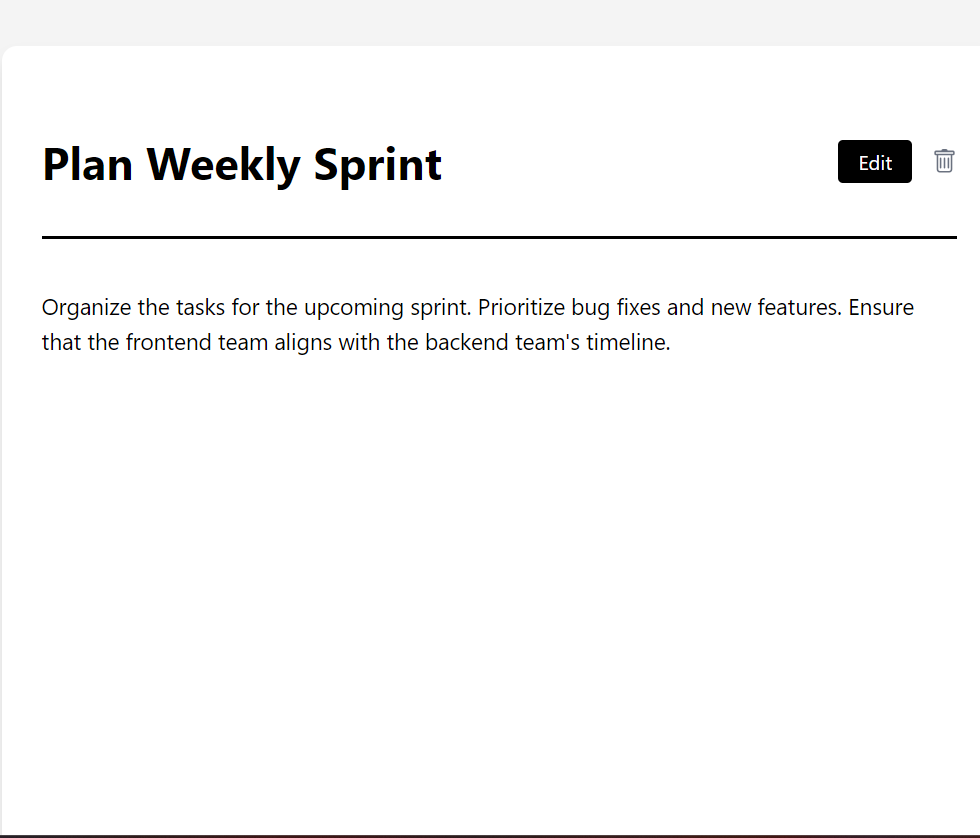 Plan Weekly Sprint
Edit
Organize the tasks for the upcoming sprint. Prioritize bug fixes and new features. Ensure
that the frontend team aligns with the backend team's timeline.